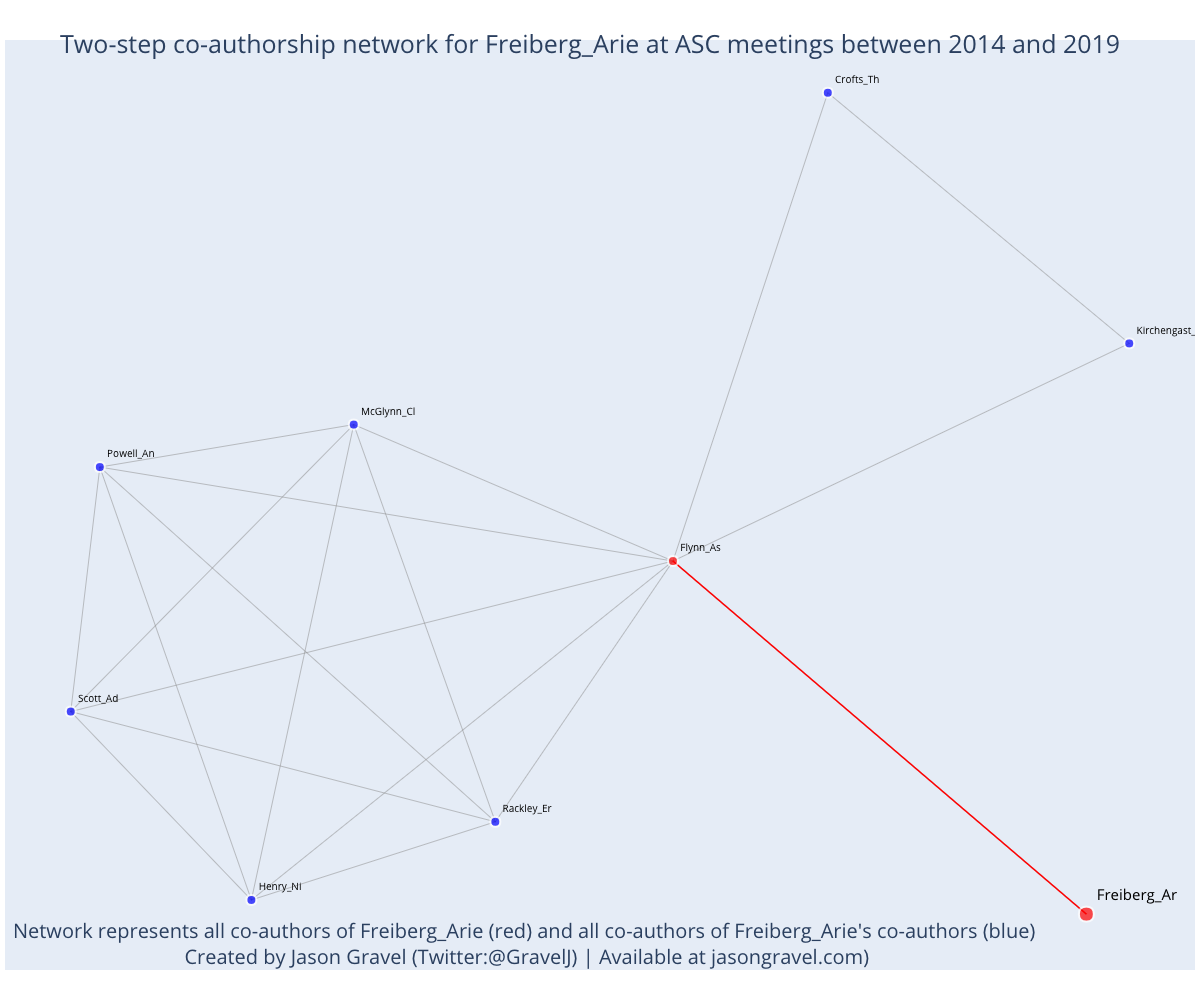 Two-step co-authorship network for Freiberg_Arie at ASC meetings between 2014 and 2019
Crofts_Th
Kirchengast_
McGlynn_Cl
Powell_An
Flynn_As
Scott_Ad
Rackley_Er
Henry_NI
Freiberg_Ar
Network represents all co-authors of Freiberg_Arie (red) and all co-authors of Freiberg_Arie's co-authors (blue)
Created by Jason Gravel (Twitter:@GravelJ) | Available at jasongravel.com)